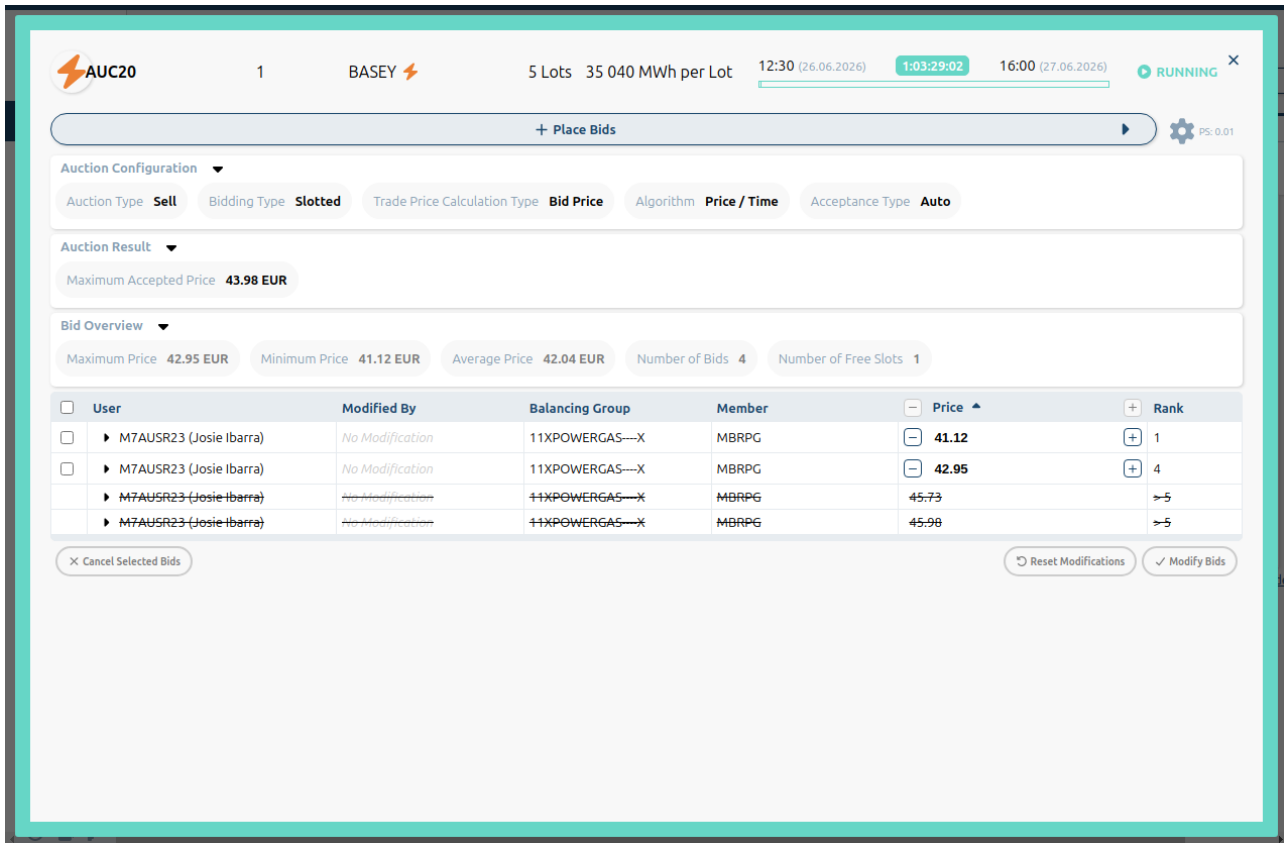 AUC20 1 BASEY 5 Lots 35 040 MWh per Lot 12:30 (26.06.2026) 1:03:29:02 16:00 (27.06.2026) RUNNING
+ Place Bids PS: 0.01
Auction Configuration
Auction Type Sell Bidding Type Slotted Trade Price Calculation Type Bid Price Algorithm Price / Time Acceptance Type Auto
Auction Result
Maximum Accepted Price 43.98 EUR
Bid Overview
Maximum Price 42.95 EUR Minimum Price 41.12 EUR Average Price 42.04 EUR Number of Bids 4 Number of Free Slots 1
User Modified By Balancing Group Member Price Rank
M7AUSR23 (Josie Ibarra) No Modification 11XPOWERGAS----X MBRPG 41.12 1
M7AUSR23 (Josie Ibarra) No Modification 11XPOWERGAS----X MBRPG 42.95 4
M7AUSR23 (Josie Ibarra) No Modification 11XPOWERGAS----X MBRPG 45.73 > 5
M7AUSR23 (Josie Ibarra) No Modification 11XPOWERGAS----X MBRPG 45.98 > 5
Cancel Selected Bids Reset Modifications Modify Bids